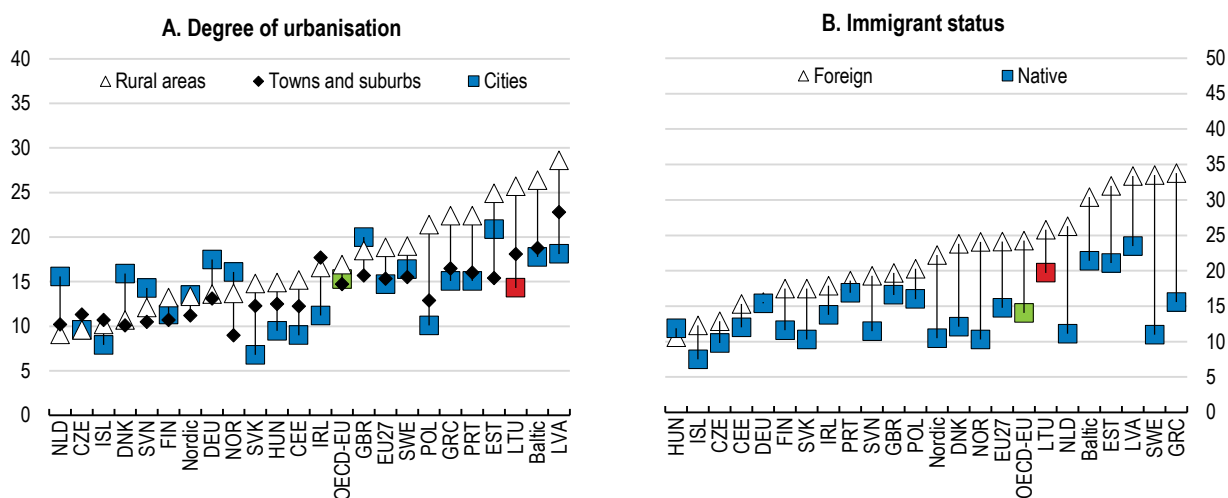 A. Degree of urbanisation
40
35
30
25
20
15
10
5
0
Rural areas
Towns and suburbs
Cities
NLD
CZE
ISL
DNK
SVN
FIN
Nordic
DEU
NOR
SVK
HUN
CEE
IRL
OECD-EU
GBR
EU27
SWE
POL
GRC
PRT
EST
LTU
Baltic
LVA
B. Immigrant status
Foreign
Native
50
45
40
35
30
25
20
15
10
5
0
HUN
ISL
CZE
CEE
DEU
FIN
SVK
IRL
PRT
SVN
GBR
POL
Nordic
DNK
NOR
EU27
OECD-EU
LTU
NLD
Baltic
EST
LVA
SWE
GRC